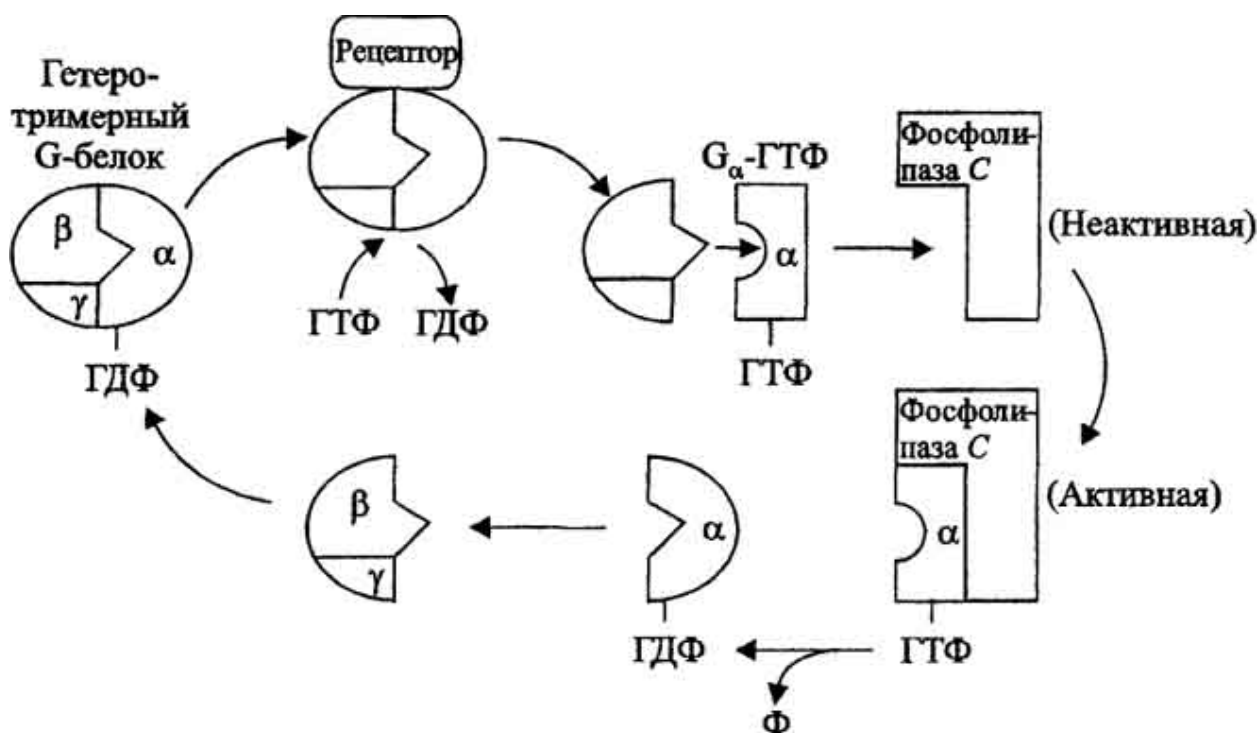 Рецептор
Гетеро-
тримерный
G-белок
β
α
γ
ГДФ
ГТФ
ГДФ
Gα-ГТФ
α
ГТФ
Фосфоли-
паза C
(Неактивная)
Фосфоли-
паза C
(Активная)
α
ГТФ
Ф
ГДФ
α
β
γ